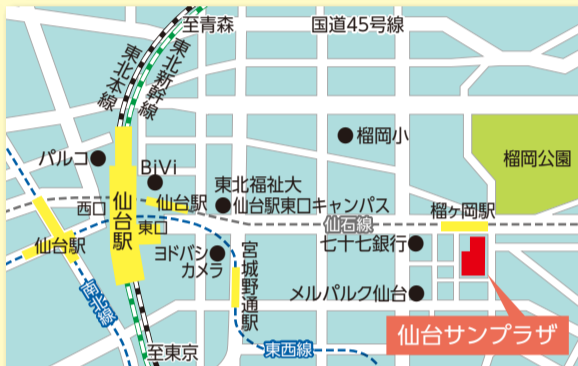 至青森
国道45号線
東北新幹線
東北本線
榴岡小
榴岡公園
パルコ
BiVi
東北福祉大
仙台駅東口キャンパス
仙台駅
西口
仙台駅
東口
榴ヶ岡駅
仙石線
仙台駅
七十七銀行
ヨドバシ
カメラ
宮城野通駅
南北線
メルパルク仙台
仙台サンプラザ
至東京
東西線